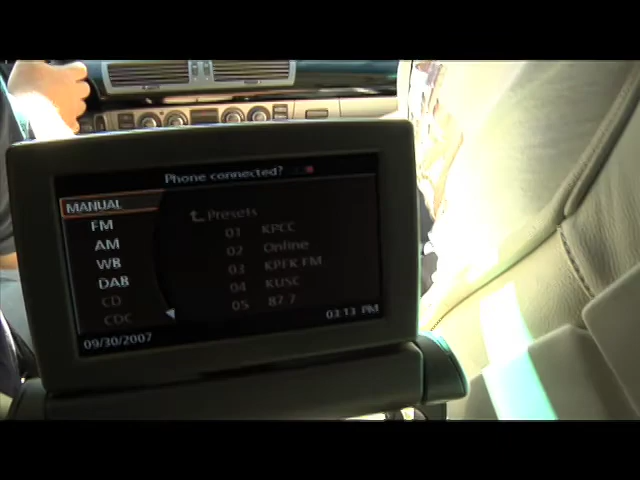 Phone connected?
MANUAL
FM
AM
WB
DAB
CD
CDC
Presets
01 KPCC
02 Online
03 KPFK FM
04 KUSC
05 87.7
09/30/2007
03:13 PM